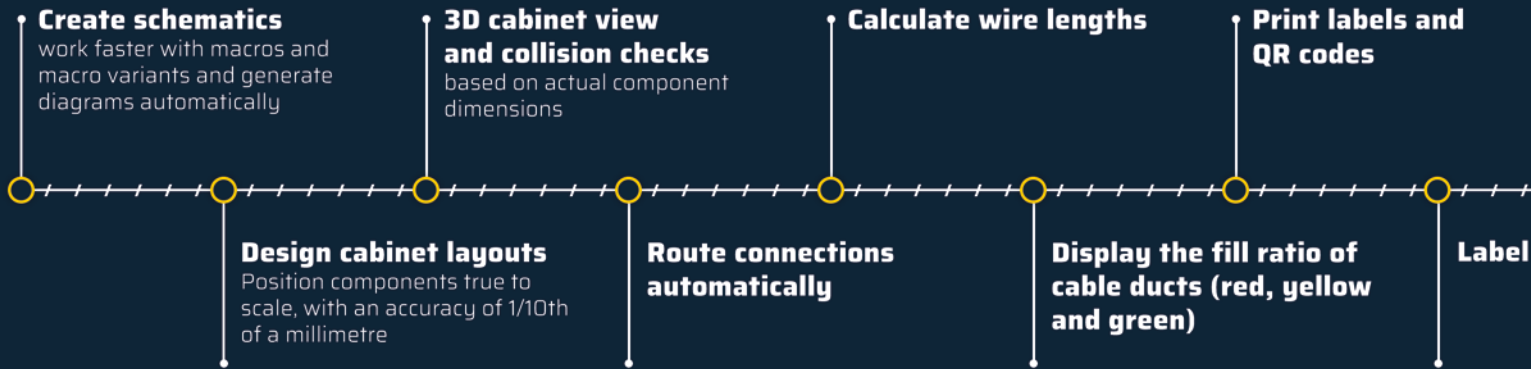 Create schematics
work faster with macros and
macro variants and generate
diagrams automatically
Design cabinet layouts
Position components true to
scale, with an accuracy of 1/10th
of a millimetre
3D cabinet view
and collision checks
based on actual component
dimensions
Route connections
automatically
Calculate wire lengths
Display the fill ratio of
cable ducts (red, yellow
and green)
Print labels and
QR codes
Label